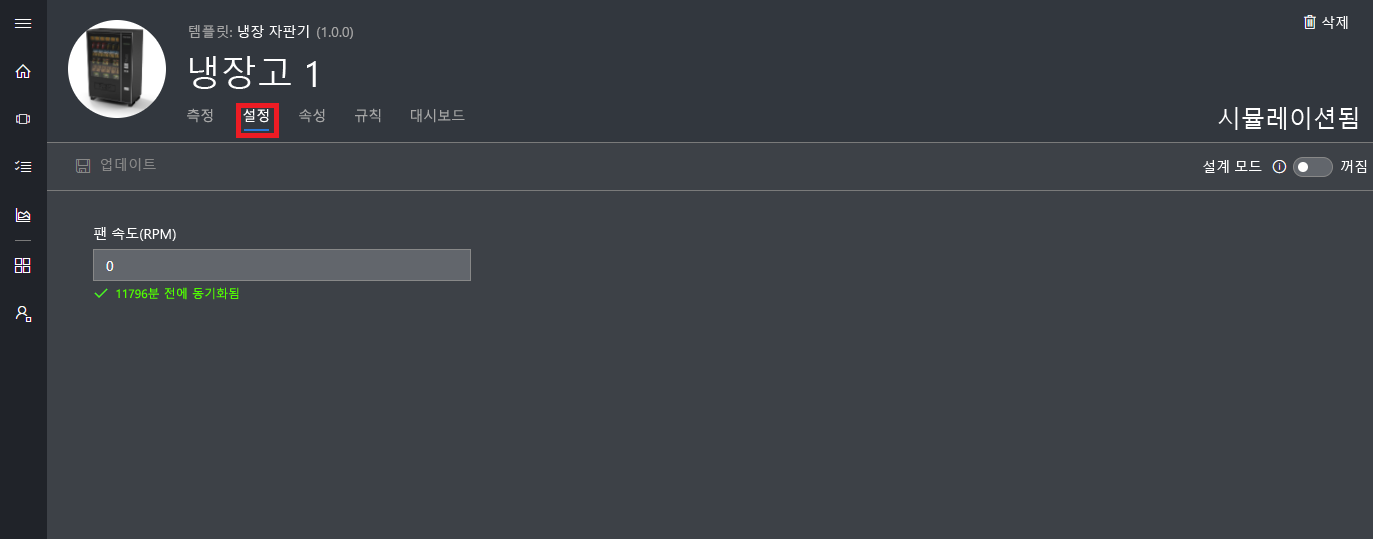 템플릿: 냉장 자판기 (1.0.0)
삭제
냉장고 1
측정 설정 속성 규칙 대시보드
시뮬레이션됨
업데이트
설계 모드 꺼짐
팬 속도(RPM)
0
11796분 전에 동기화됨